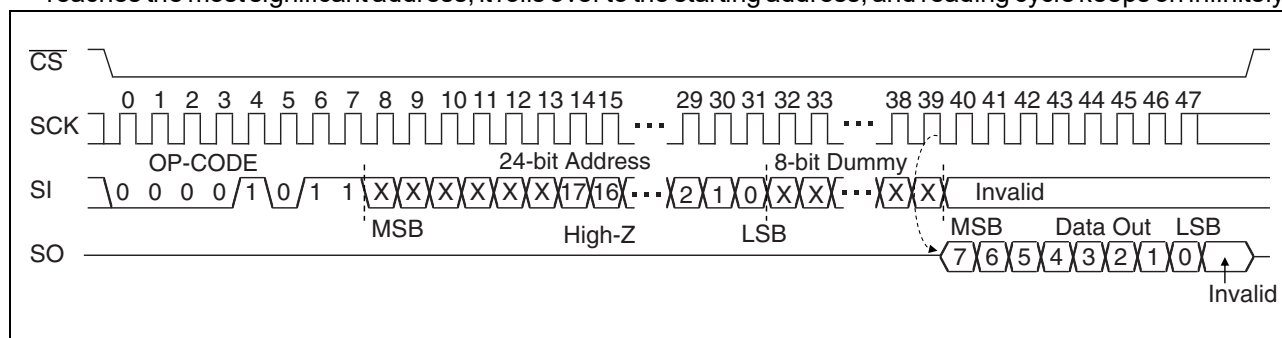 reaches the most significant address, it rolls over to the starting address, and reading cycle keeps on infinitely
CS
0 1 2 3 4 5 6 7 8 9 10 11 12 13 14 15 29 30 31 32 33 38 39 40 41 42 43 44 45 46 47
SCK
OP-CODE 24-bit Address 8-bit Dummy
SI 0 0 0 0 1 0 1 1 X X X X X X 17 16 2 1 0 X X X X Invalid
MSB High-Z LSB MSB Data Out LSB
SO 7 6 5 4 3 2 1 0
Invalid